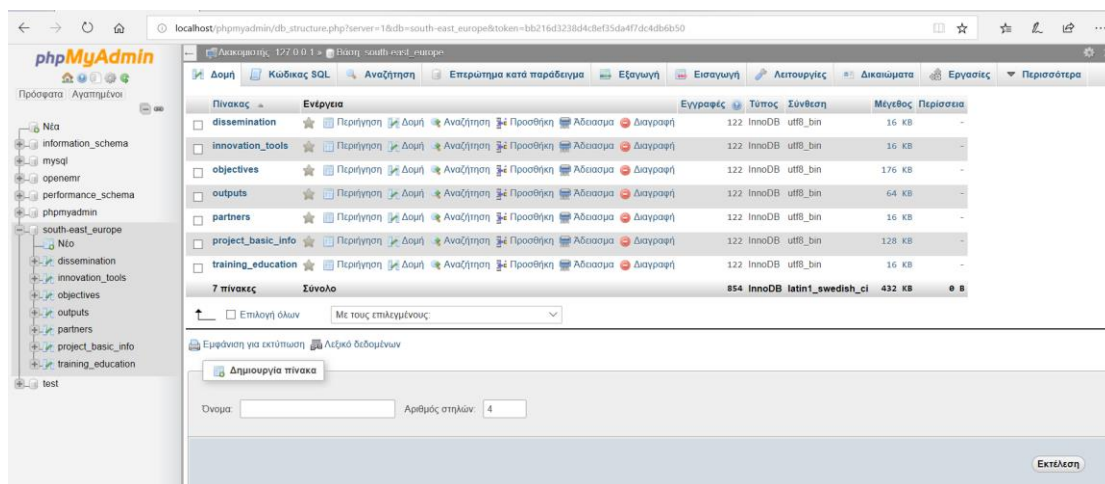 localhost/phpmyadmin/db_structure.php?server=1&db=south-east_europe&token=bb216d3238d4c8ef35da4f7dc4db6b50
phpMyAdmin
Πρόσφατα Αγαπημένοι
Νέα
information_schema
mysql
openemr
performance_schema
phpmyadmin
south-east_europe
Νέο
dissemination
innovation_tools
objectives
outputs
partners
project_basic_info
training_education
test
Διακομιστής: 127.0.0.1 » Βάση: south-east_europe
Δομή Κώδικας SQL Αναζήτηση Επερώτημα κατά παράδειγμα Εξαγωγή Εισαγωγή Λειτουργίες Δικαιώματα Εργασίες Περισσότερα
Πίνακας Ενέργεια Εγγραφές Τύπος Σύνθεση Μέγεθος Περίσσεια
dissemination Περιήγηση Δομή Αναζήτηση Προσθήκη Άδειασμα Διαγραφή 122 InnoDB utf8_bin 16 KB -
innovation_tools Περιήγηση Δομή Αναζήτηση Προσθήκη Άδειασμα Διαγραφή 122 InnoDB utf8_bin 16 KB -
objectives Περιήγηση Δομή Αναζήτηση Προσθήκη Άδειασμα Διαγραφή 122 InnoDB utf8_bin 176 KB -
outputs Περιήγηση Δομή Αναζήτηση Προσθήκη Άδειασμα Διαγραφή 122 InnoDB utf8_bin 64 KB -
partners Περιήγηση Δομή Αναζήτηση Προσθήκη Άδειασμα Διαγραφή 122 InnoDB utf8_bin 16 KB -
project_basic_info Περιήγηση Δομή Αναζήτηση Προσθήκη Άδειασμα Διαγραφή 122 InnoDB utf8_bin 128 KB -
training_education Περιήγηση Δομή Αναζήτηση Προσθήκη Άδειασμα Διαγραφή 122 InnoDB utf8_bin 16 KB -
7 πίνακες Σύνολο 854 InnoDB latin1_swedish_ci 432 KB 0 B
Επιλογή όλων Με τους επιλεγμένους:
Εμφάνιση για εκτύπωση Λεξικό δεδομένων
Δημιουργία πίνακα
Όνομα: Αριθμός στηλών: 4
Εκτέλεση